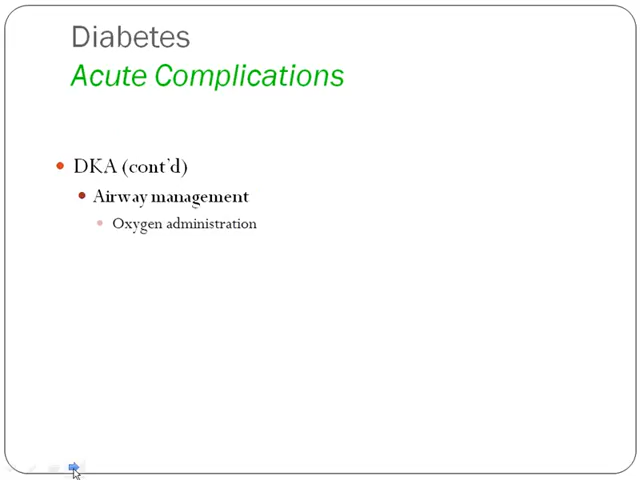 Diabetes
Acute Complications
DKA (cont'd)
Airway management
Oxygen administration